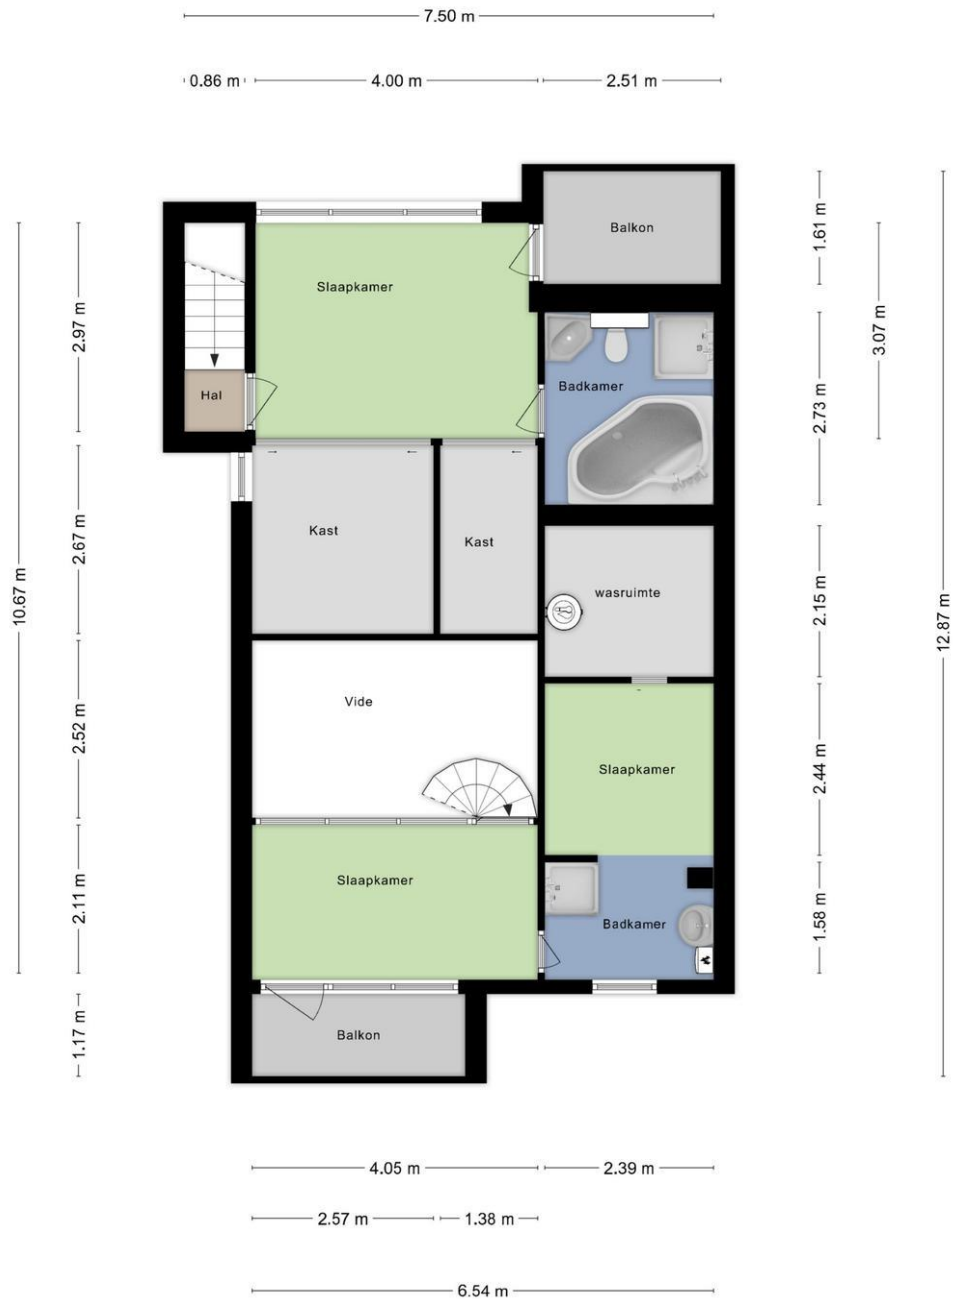 7.50 m
0.86 m
4.00 m
2.51 m
Balkon
1.61 m
Slaapkamer
2.97 m
3.07 m
Hal
Badkamer
2.73 m
Kast
Kast
2.67 m
10.67 m
wasruimte
2.15 m
12.87 m
Vide
2.52 m
Slaapkamer
2.44 m
Slaapkamer
2.11 m
Badkamer
1.58 m
Balkon
1.17 m
4.05 m
2.39 m
2.57 m
1.38 m
6.54 m